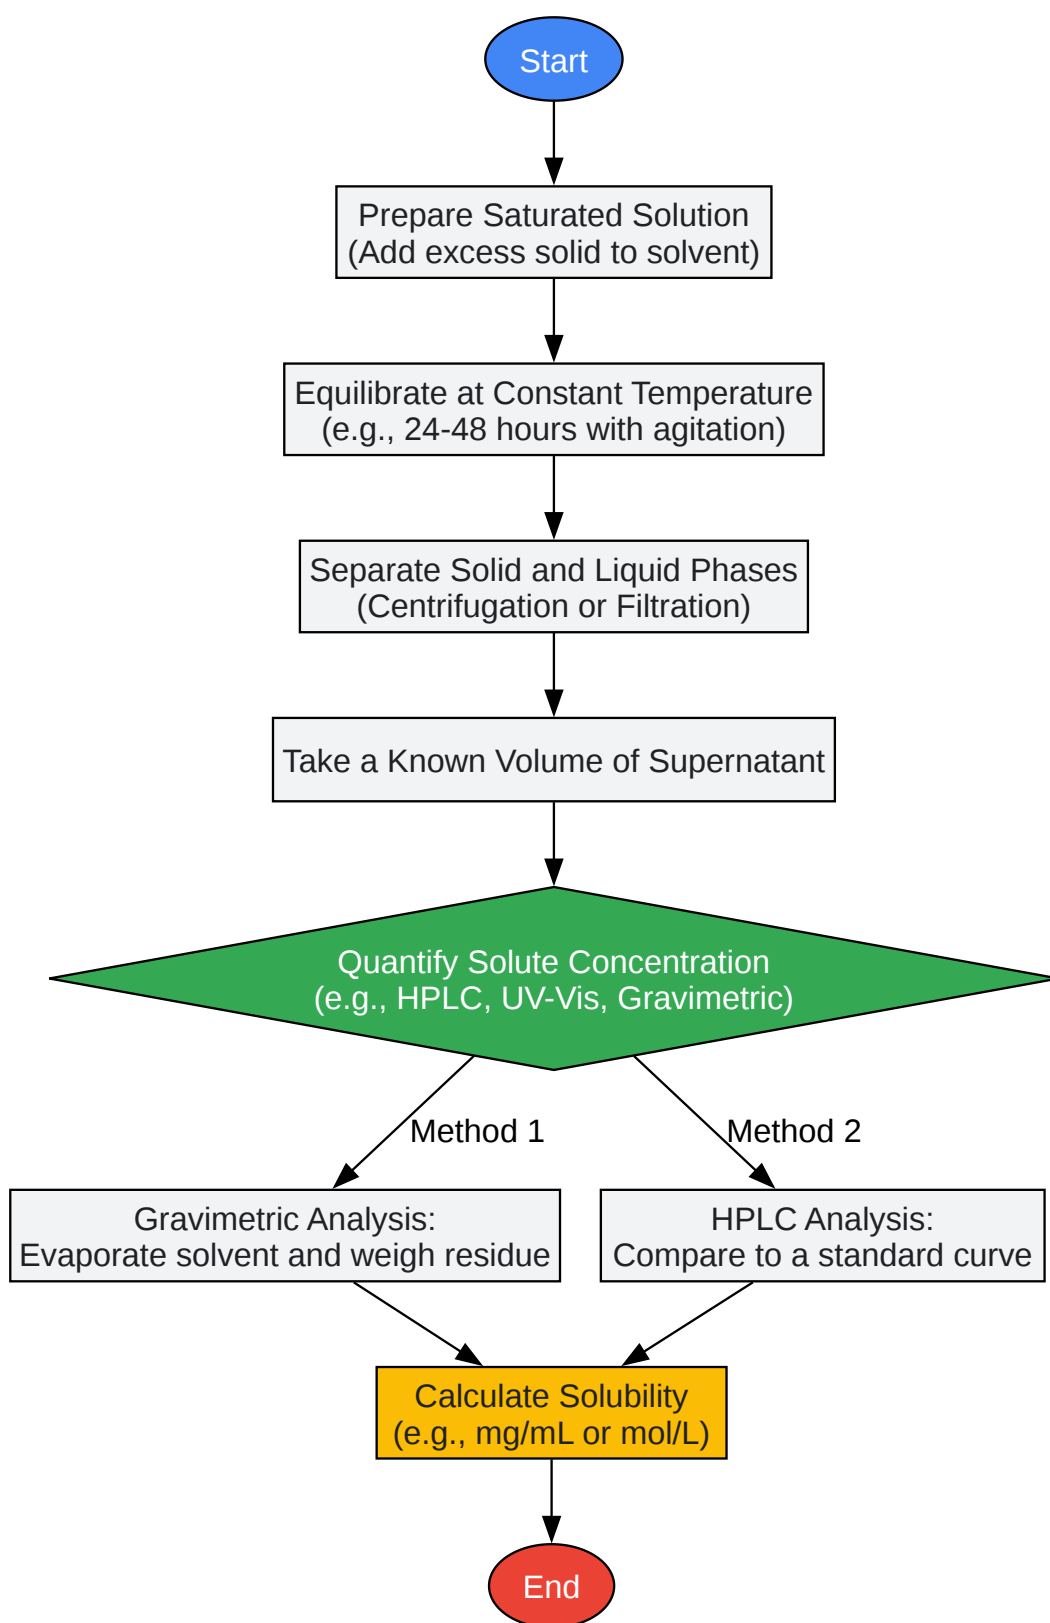 Start
Prepare Saturated Solution
(Add excess solid to solvent)
Equilibrate at Constant Temperature
(e.g., 24-48 hours with agitation)
Separate Solid and Liquid Phases
(Centrifugation or Filtration)
Take a Known Volume of Supernatant
Quantify Solute Concentration
(e.g., HPLC, UV-Vis, Gravimetric)
Method 1
Method 2
Gravimetric Analysis:
Evaporate solvent and weigh residue
HPLC Analysis:
Compare to a standard curve
Calculate Solubility
(e.g., mg/mL or mol/L)
End